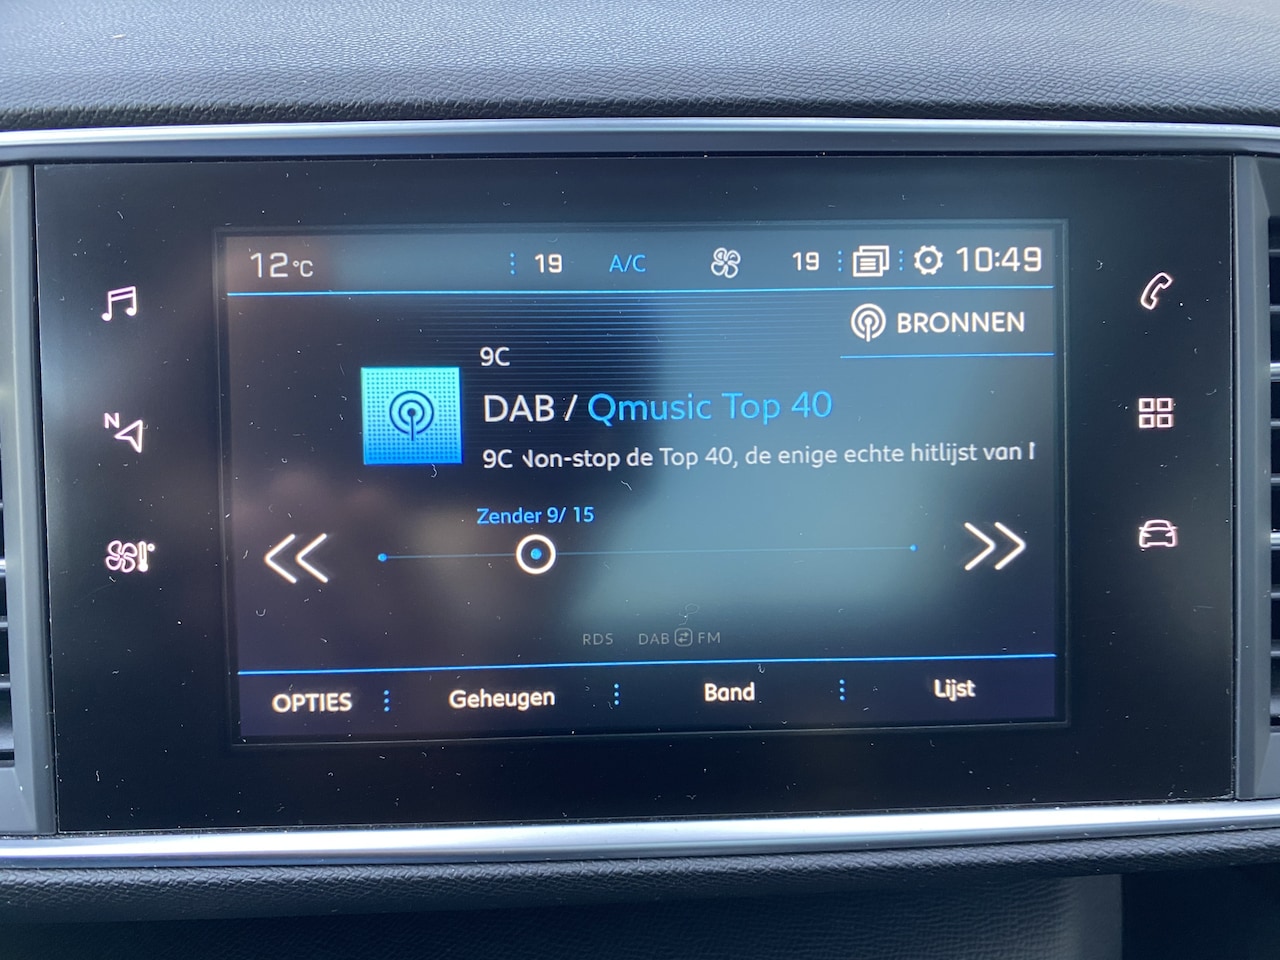 12°C 19 A/C 19 10:49
BRONNEN
9C
DAB / Qmusic Top 40
9C Non-stop de Top 40, de enige echte hitlijst van
Zender 9/ 15
RDS DAB FM
OPTIES Geheugen Band Lijst
N